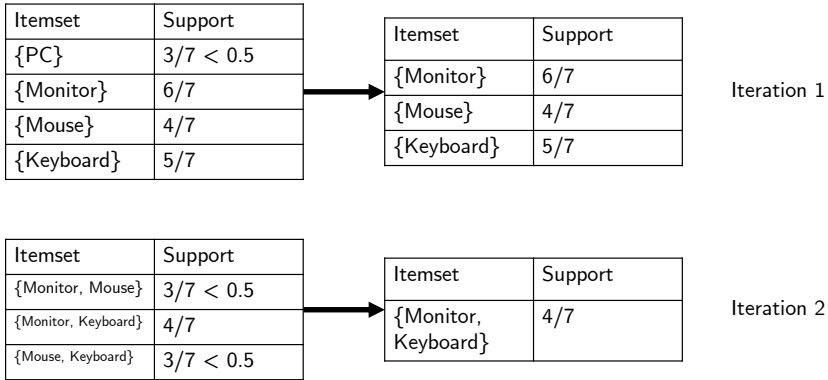 Itemset Support
{PC} 3/7 < 0.5
{Monitor} 6/7
{Mouse} 4/7
{Keyboard} 5/7
Itemset Support
{Monitor} 6/7
{Mouse} 4/7
{Keyboard} 5/7
Iteration 1
Itemset Support
{Monitor, Mouse} 3/7 < 0.5
{Monitor, Keyboard} 4/7
{Mouse, Keyboard} 3/7 < 0.5
Itemset Support
{Monitor, 4/7
Keyboard}
Iteration 2